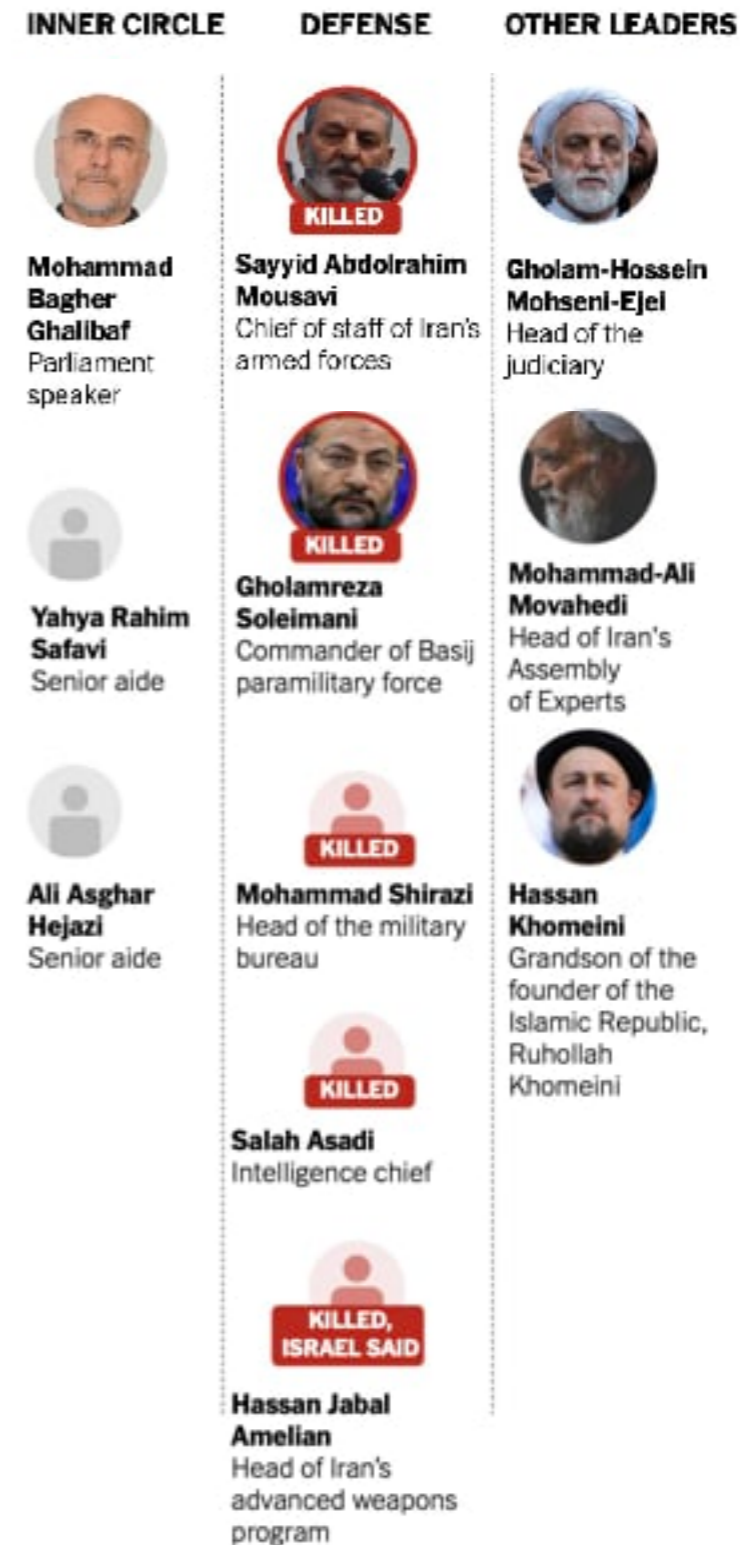 INNER CIRCLE
Mohammad
Bagher
Ghalibaf
Parliament
speaker
Yahya Rahim
Safavi
Senior aide
Ali Asghar
Hejazi
Senior aide
DEFENSE
KILLED
Sayyid Abdolrahim
Mousavi
Chief of staff of Iran's
armed forces
KILLED
Gholamreza
Soleimani
Commander of Basij
paramilitary force
KILLED
Mohammad Shirazi
Head of the military
bureau
KILLED
Salah Asadi
Intelligence chief
KILLED,
ISRAEL SAID
Hassan Jabal
Amelian
Head of Iran's
advanced weapons
program
OTHER LEADERS
Gholam-Hossein
Mohseni-Ejei
Head of the
judiciary
Mohammad-Ali
Movahedi
Head of Iran's
Assembly
of Experts
Hassan
Khomeini
Grandson of the
founder of the
Islamic Republic,
Ruhollah
Khomeini